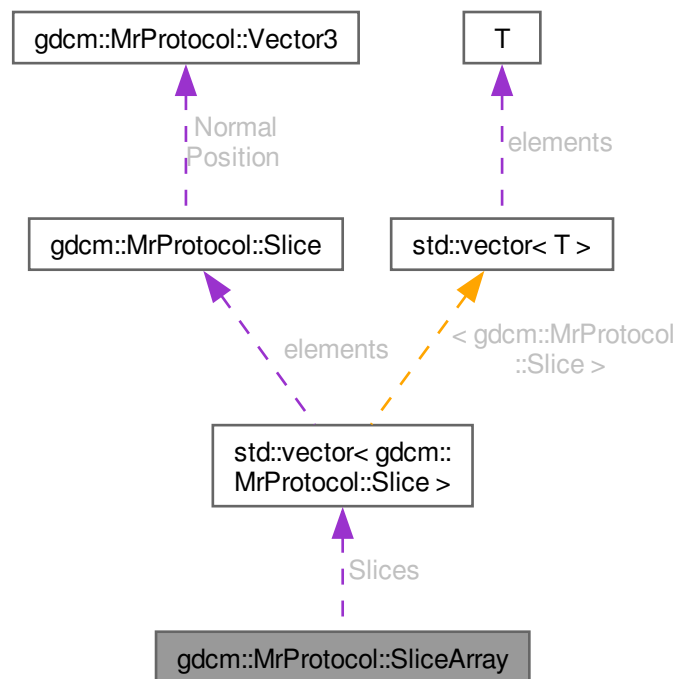 gdcm::MrProtocol::Vector3
T
Normal
Position
elements
gdcm::MrProtocol::Slice
std::vector< T >
elements
< gdcm::MrProtocol
::Slice >
std::vector< gdcm::
MrProtocol::Slice >
Slices
gdcm::MrProtocol::SliceArray